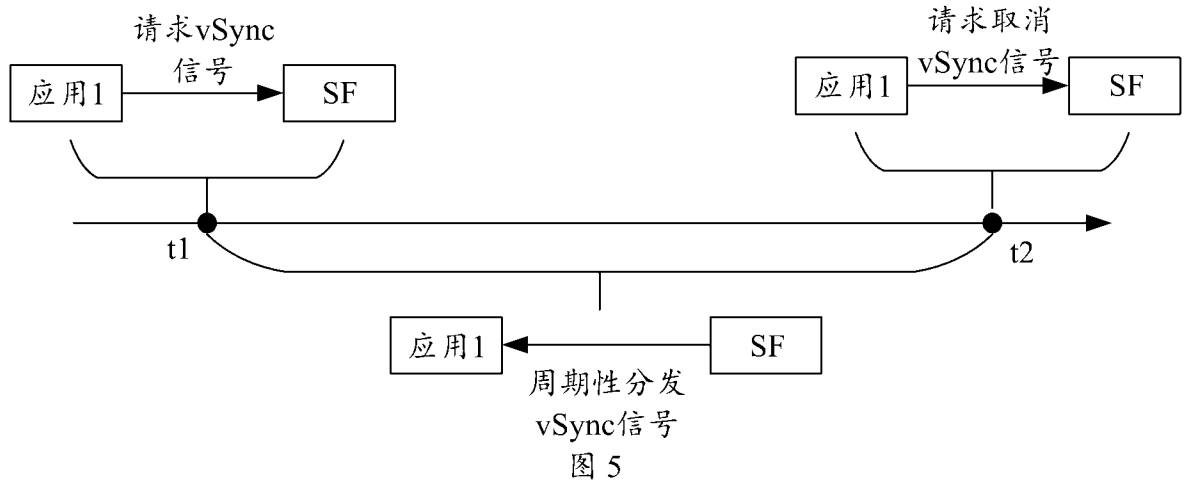 请求vSync
信号
应用1
SF
请求取消
vSync信号
应用1
SF
t1
t2
应用1
SF
周期性分发
vSync信号
图 5